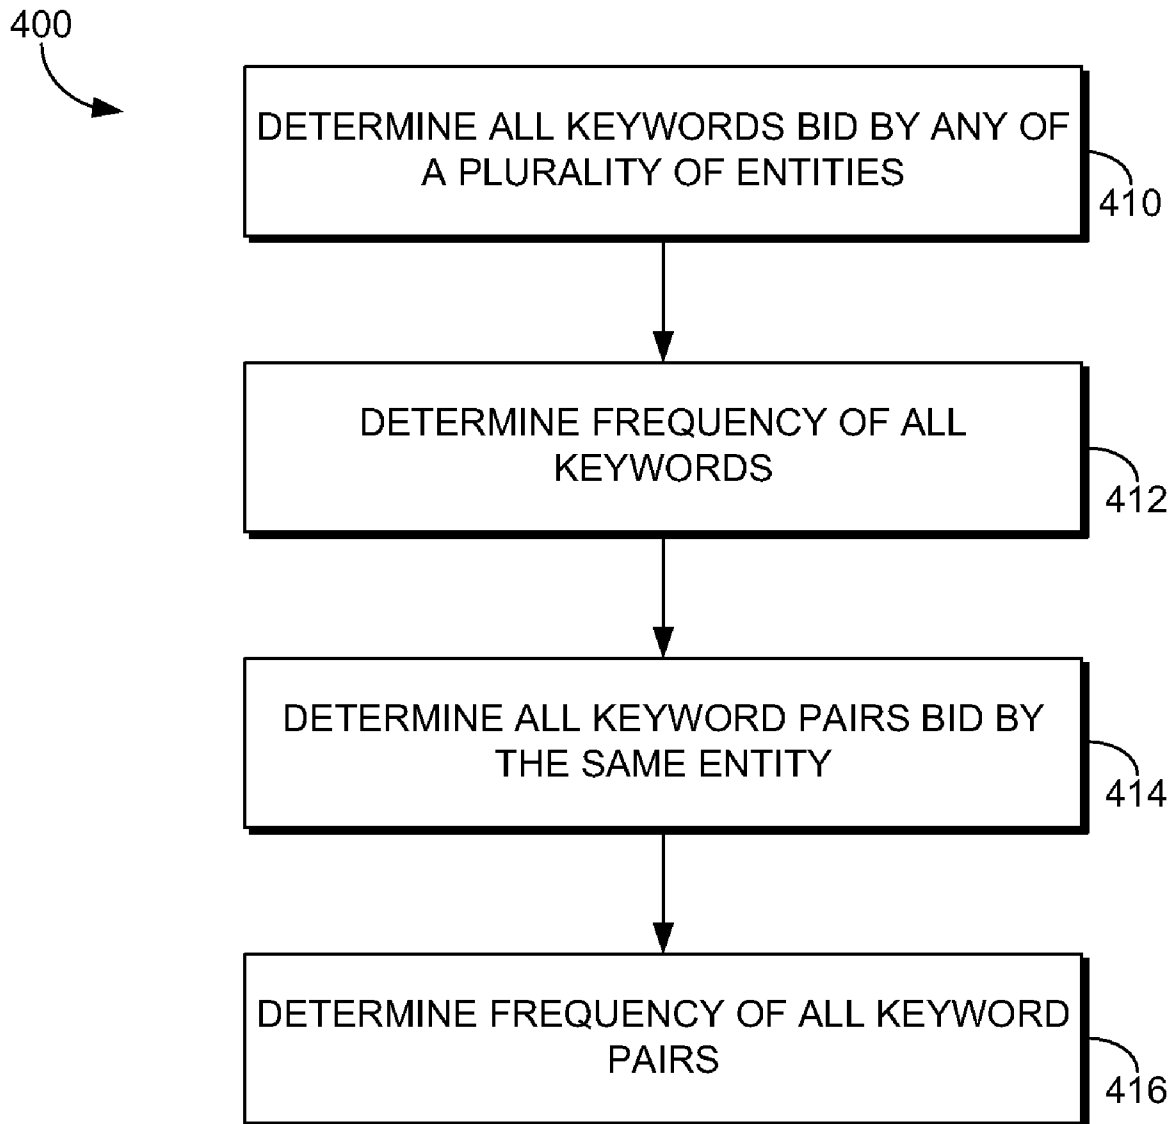 400
DETERMINE ALL KEYWORDS BID BY ANY OF
A PLURALITY OF ENTITIES
410
DETERMINE FREQUENCY OF ALL
KEYWORDS
412
DETERMINE ALL KEYWORD PAIRS BID BY
THE SAME ENTITY
414
DETERMINE FREQUENCY OF ALL KEYWORD
PAIRS
416